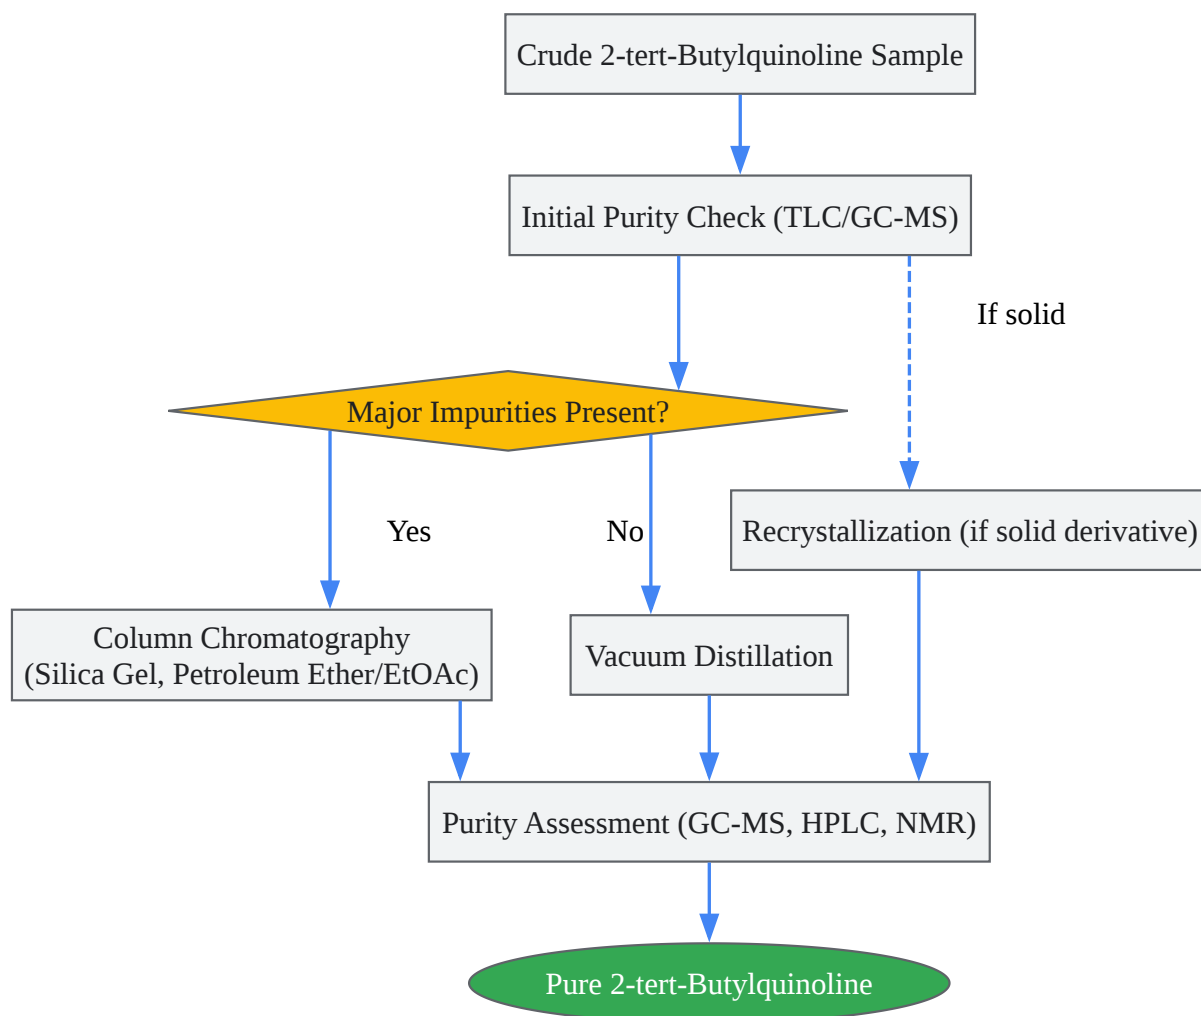 Crude 2-tert-Butylquinoline Sample
Initial Purity Check (TLC/GC-MS)
If solid
Major Impurities Present?
Yes
No
Recrystallization (if solid derivative)
Column Chromatography
(Silica Gel, Petroleum Ether/EtOAc)
Vacuum Distillation
Purity Assessment (GC-MS, HPLC, NMR)
Pure 2-tert-Butylquinoline